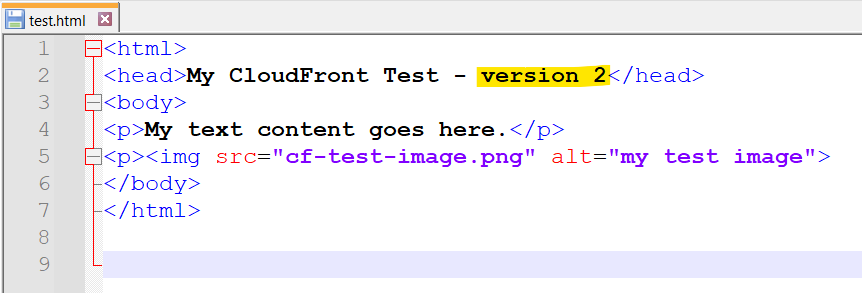 test.html
1 <html>
2 <head>My CloudFront Test - version 2</head>
3 <body>
4 <p>My text content goes here.</p>
5 <p><img src="cf-test-image.png" alt="my test image">
6 </body>
7 </html>
8
9